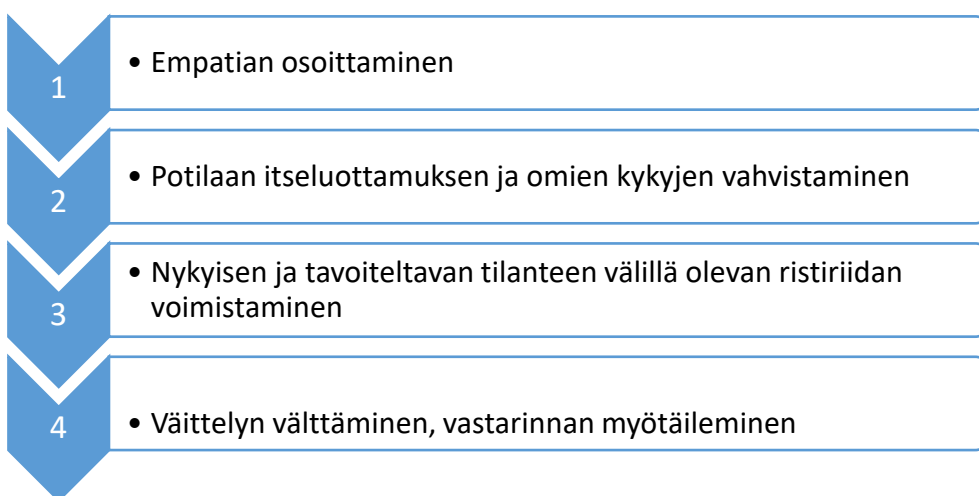 1
• Empatian osoittaminen
2
• Potilaan itseluottamuksen ja omien kykyjen vahvistaminen
3
• Nykyisen ja tavoiteltavan tilanteen välillä olevan ristiriidan
voimistaminen
4
• Väittelyn välttäminen, vastarinnan myötäileminen